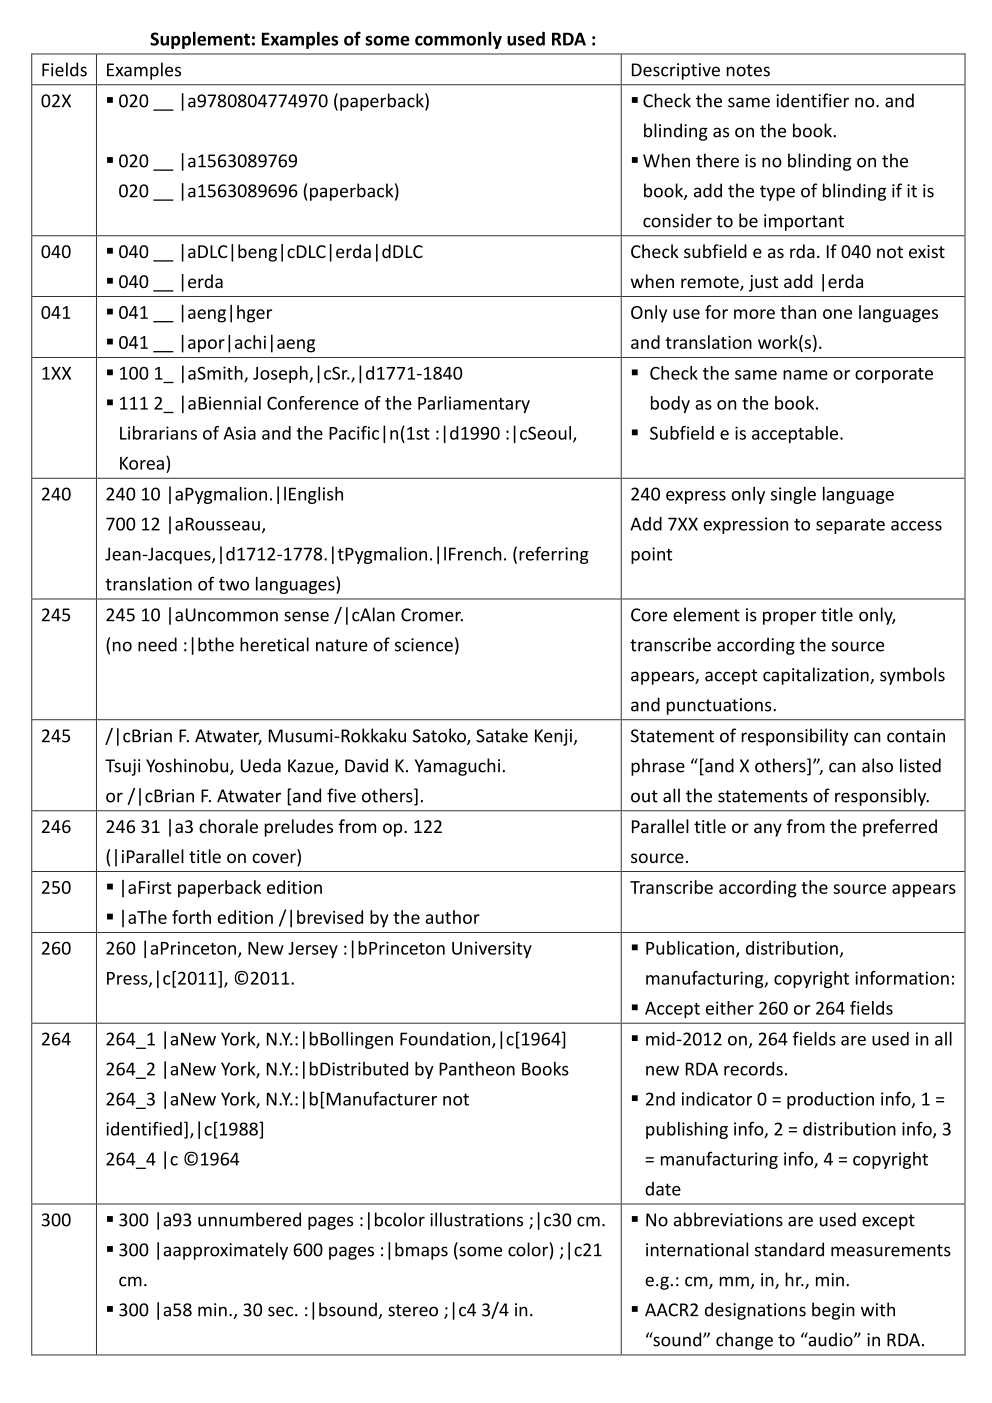 Supplement: Examples of some commonly used RDA :
Fields Examples Descriptive notes
02X
▪ 020 __ |a9780804774970 (paperback)
▪ 020 __ |a1563089769
020 __ |a1563089696 (paperback)
▪ Check the same identifier no. and
blinding as on the book.
▪ When there is no blinding on the
book, add the type of blinding if it is
consider to be important
040
▪ 040 __ |aDLC|beng|cDLC|erda|dDLC
▪ 040 __ |erda
Check subfield e as rda. If 040 not exist
when remote, just add |erda
041
▪ 041 __ |aeng|hger
▪ 041 __ |apor|achi|aeng
Only use for more than one languages
and translation work(s).
1XX
▪ 100 1_ |aSmith, Joseph,|cSr.,|d1771-1840
▪ 111 2_ |aBiennial Conference of the Parliamentary
Librarians of Asia and the Pacific|n(1st :|d1990 :|cSeoul,
Korea)
▪ Check the same name or corporate
body as on the book.
▪ Subfield e is acceptable.
240
240 10 |aPygmalion.|lEnglish
700 12 |aRousseau,
Jean-Jacques,|d1712-1778.|tPygmalion.|lFrench. (referring
translation of two languages)
240 express only single language
Add 7XX expression to separate access
point
245
245 10 |aUncommon sense /|cAlan Cromer.
(no need :|bthe heretical nature of science)
Core element is proper title only,
transcribe according the source
appears, accept capitalization, symbols
and punctuations.
245
/|cBrian F. Atwater, Musumi-Rokkaku Satoko, Satake Kenji,
Tsuji Yoshinobu, Ueda Kazue, David K. Yamaguchi.
or /|cBrian F. Atwater [and five others].
Statement of responsibility can contain
phrase “[and X others]”, can also listed
out all the statements of responsibly.
246
246 31 |a3 chorale preludes from op. 122
(|iParallel title on cover)
Parallel title or any from the preferred
source.
250
▪ |aFirst paperback edition
▪ |aThe forth edition /|brevised by the author
Transcribe according the source appears
260
260 |aPrinceton, New Jersey :|bPrinceton University
Press,|c[2011], ©2011.
▪ Publication, distribution,
manufacturing, copyright information:
▪ Accept either 260 or 264 fields
264
264_1 |aNew York, N.Y.:|bBollingen Foundation,|c[1964]
264_2 |aNew York, N.Y.:|bDistributed by Pantheon Books
264_3 |aNew York, N.Y.:|b[Manufacturer not
identified],|c[1988]
264_4 |c ©1964
▪ mid-2012 on, 264 fields are used in all
new RDA records.
▪ 2nd indicator 0 = production info, 1 =
publishing info, 2 = distribution info, 3
= manufacturing info, 4 = copyright
date
300
▪ 300 |a93 unnumbered pages :|bcolor illustrations ;|c30 cm.
▪ 300 |aapproximately 600 pages :|bmaps (some color) ;|c21
cm.
▪ 300 |a58 min., 30 sec. :|bsound, stereo ;|c4 3/4 in.
▪ No abbreviations are used except
international standard measurements
e.g.: cm, mm, in, hr., min.
▪ AACR2 designations begin with
“sound” change to “audio” in RDA.